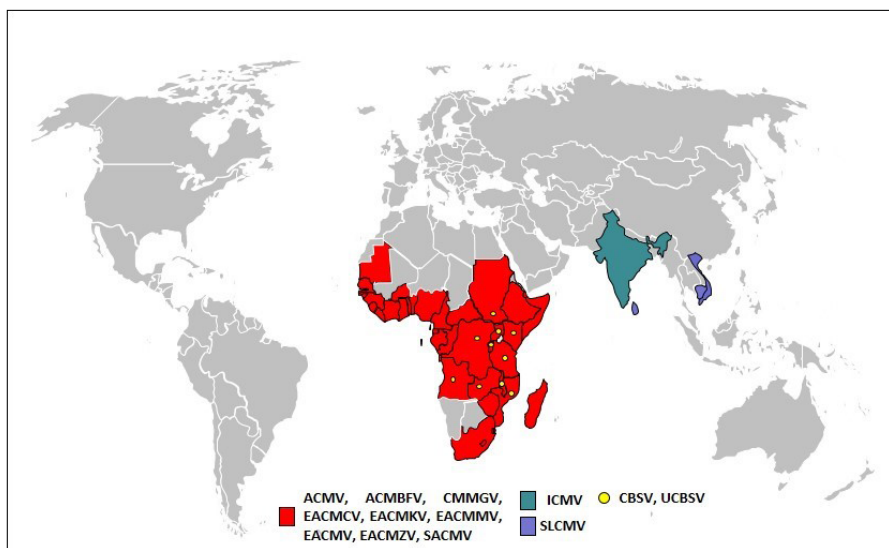 ACMV, ACMBFV, CMMGV,
EACMCV, EACMKV, EACMMV,
EACMV, EACMZV, SACMV
ICMV
SLCMV
CBSV, UCBSV